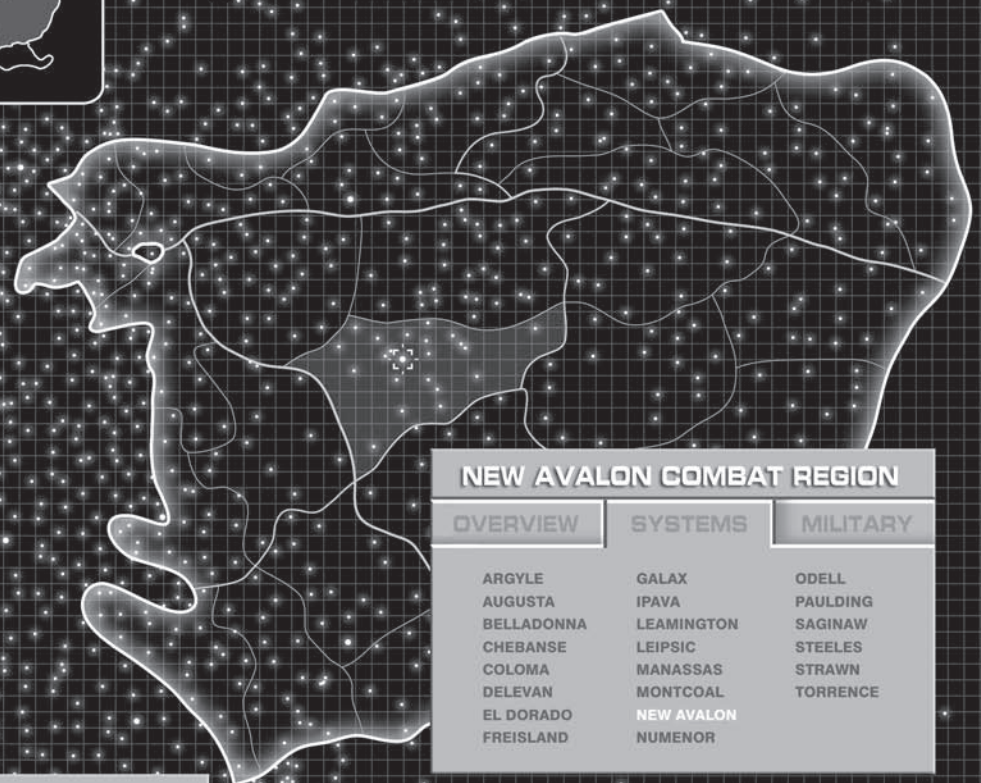 NEW AVALON COMBAT REGION
OVERVIEW SYSTEMS MILITARY
ARGYLE
AUGUSTA
BELLADONNA
CHEBANSE
COLOMA
DELEVAN
EL DORADO
FREISLAND
GALAX
IPAVA
LEAMINGTON
LEIPSIC
MANASSAS
MONTCOAL
NEW AVALON
NUMENOR
ODELL
PAULDING
SAGINAW
STEELES
STRAWN
TORRENCE